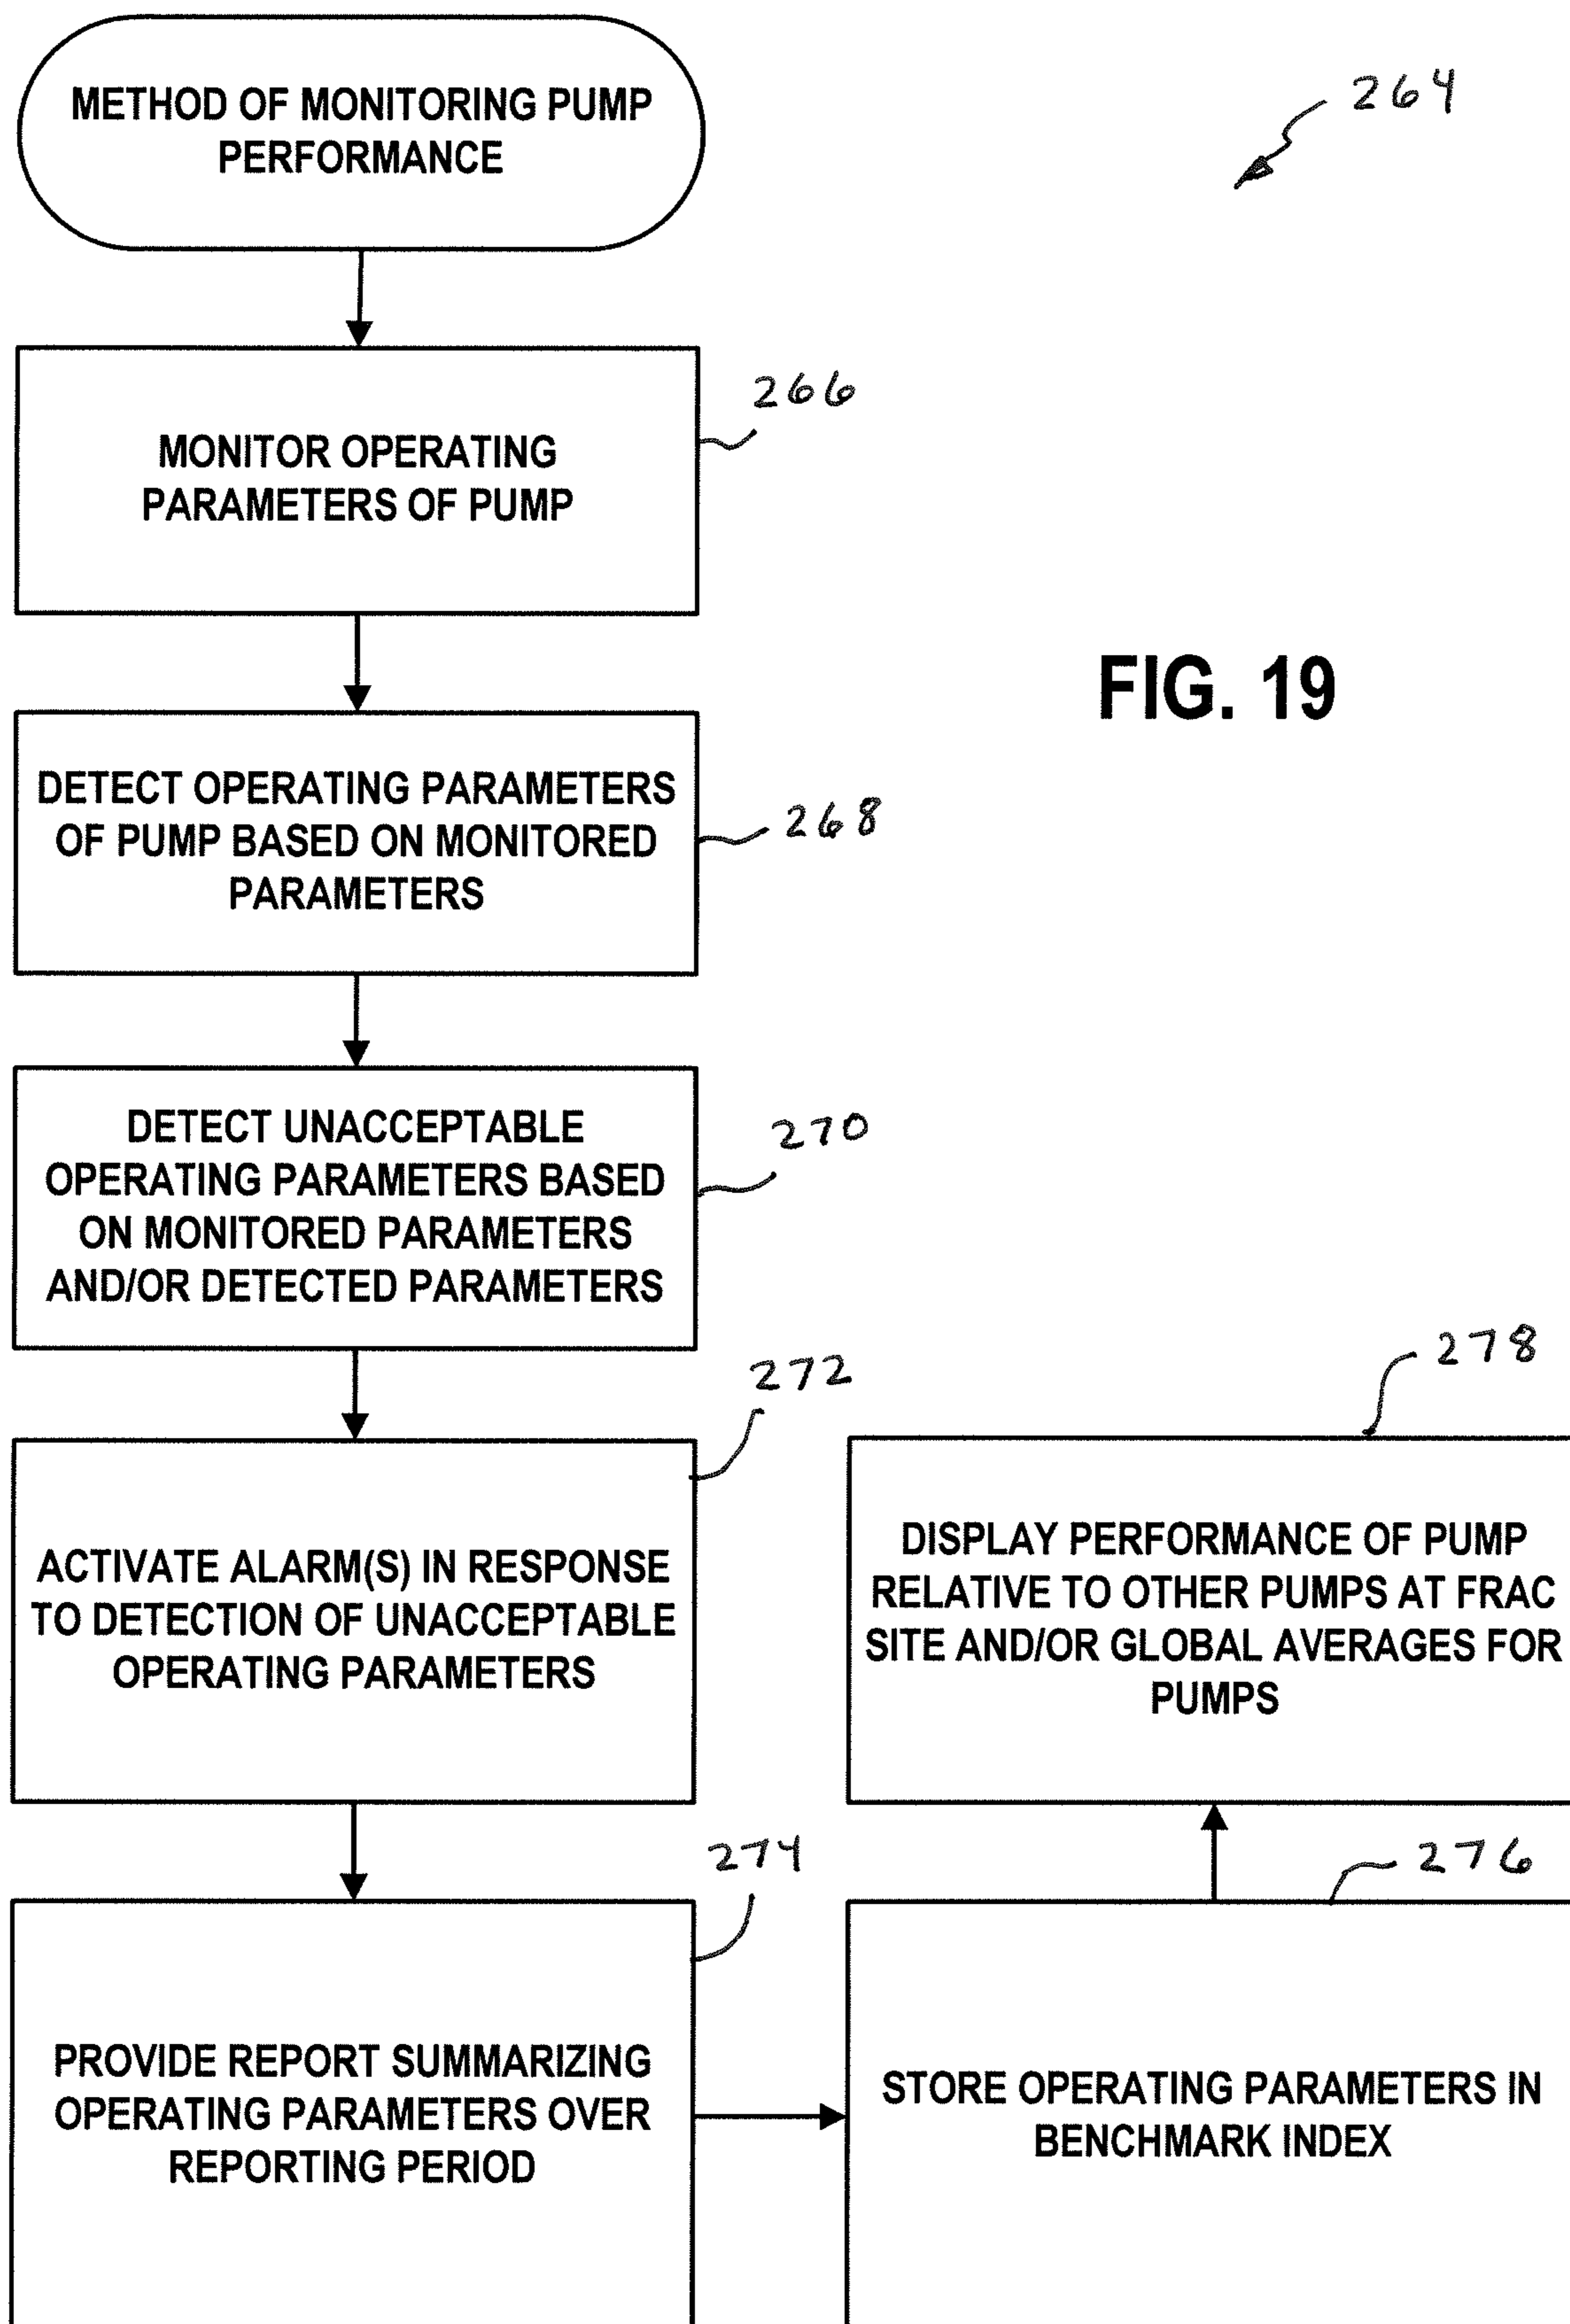 METHOD OF MONITORING PUMP
PERFORMANCE
264
MONITOR OPERATING
PARAMETERS OF PUMP
266
FIG. 19
DETECT OPERATING PARAMETERS
OF PUMP BASED ON MONITORED
PARAMETERS
268
DETECT UNACCEPTABLE
OPERATING PARAMETERS BASED
ON MONITORED PARAMETERS
AND/OR DETECTED PARAMETERS
270
ACTIVATE ALARM(S) IN RESPONSE
TO DETECTION OF UNACCEPTABLE
OPERATING PARAMETERS
272
PROVIDE REPORT SUMMARIZING
OPERATING PARAMETERS OVER
REPORTING PERIOD
274
STORE OPERATING PARAMETERS IN
BENCHMARK INDEX
276
DISPLAY PERFORMANCE OF PUMP
RELATIVE TO OTHER PUMPS AT FRAC
SITE AND/OR GLOBAL AVERAGES FOR
PUMPS
278